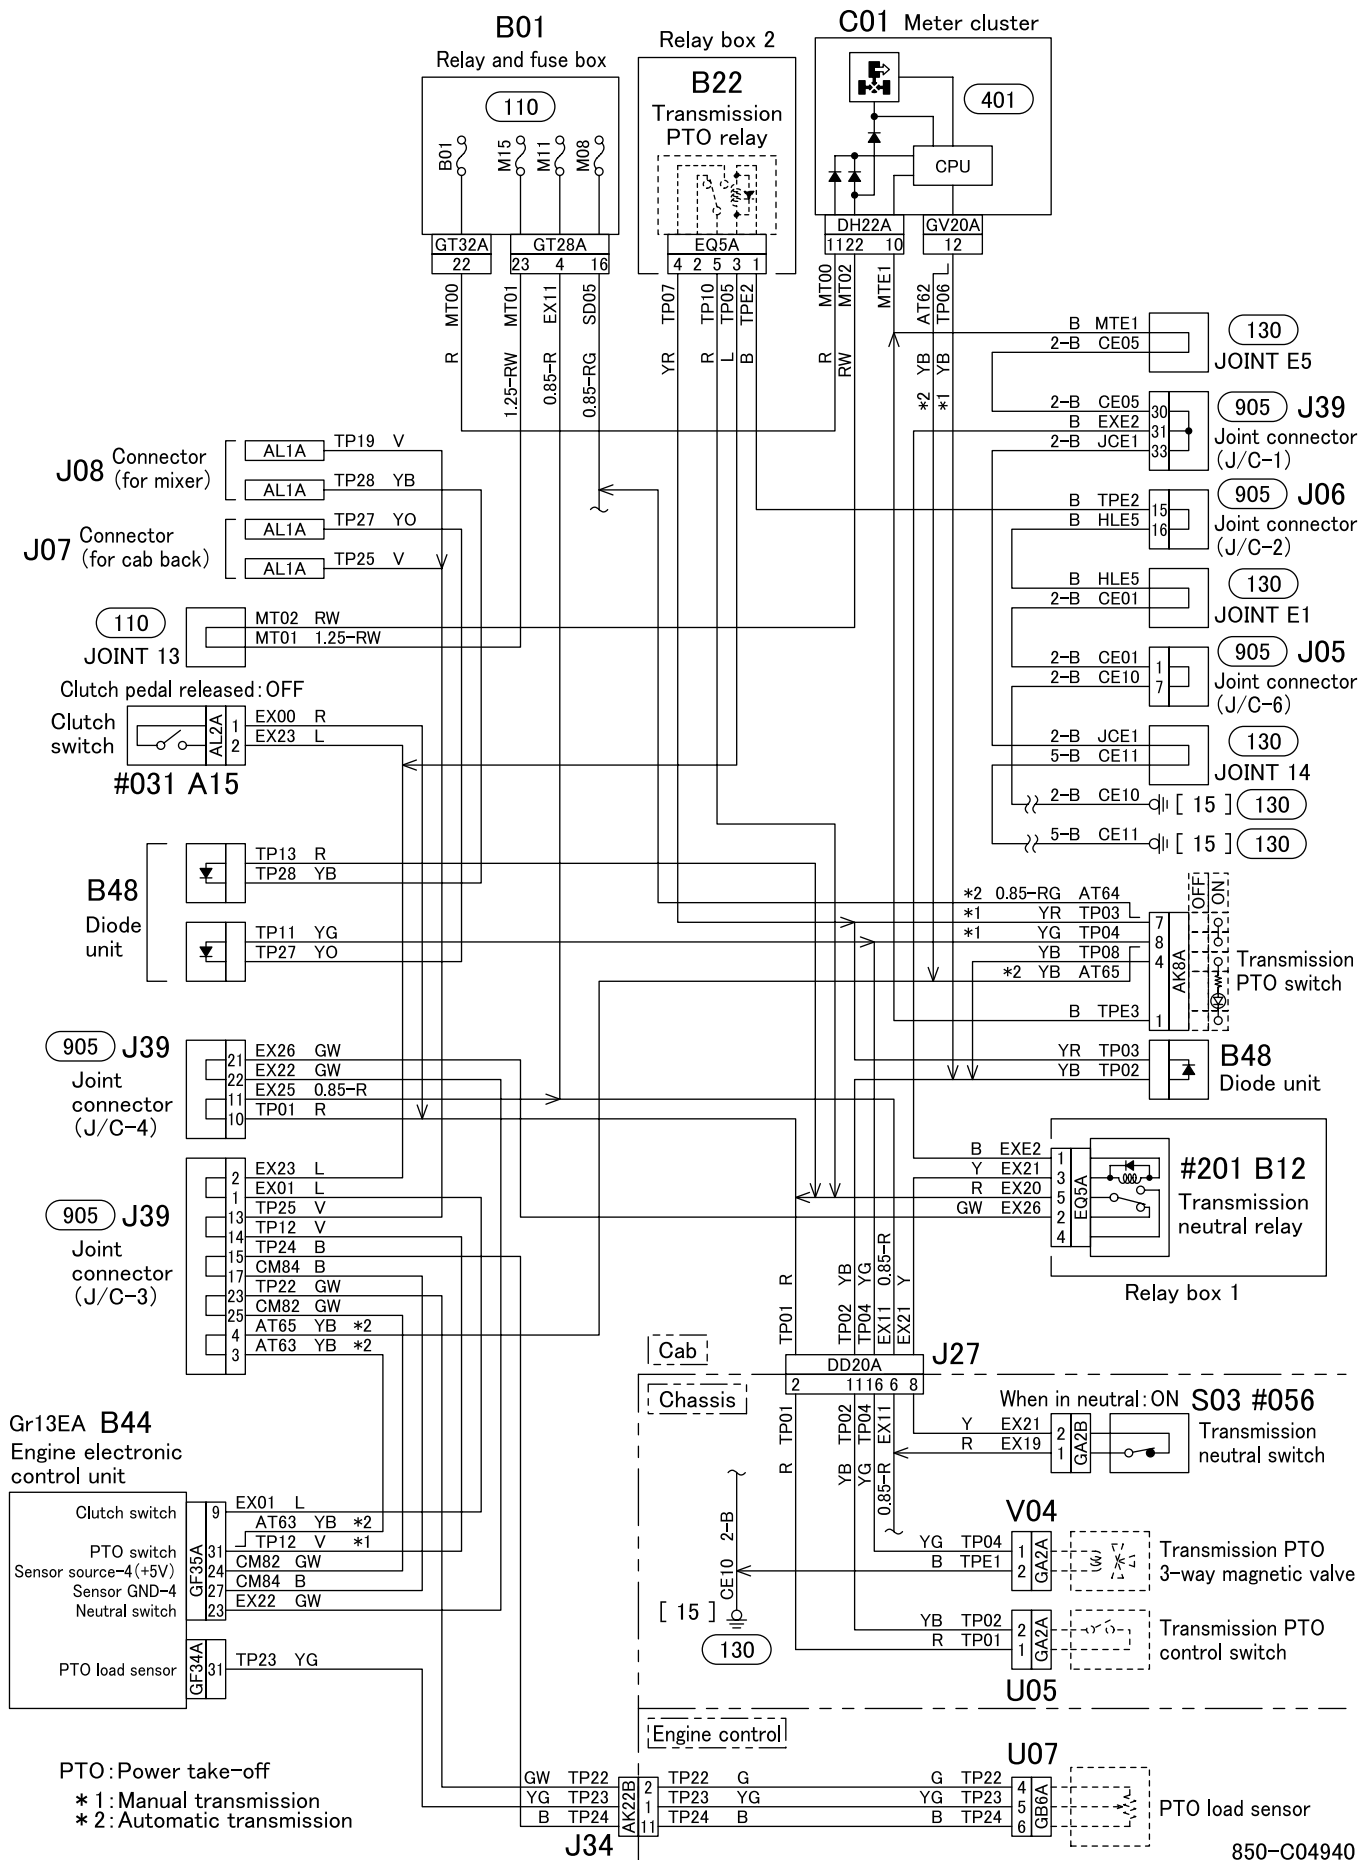 B01
Relay and fuse box
110
B01
M15
M11
M08
GT32A
22
GT28A
23 4 16
Relay box 2
B22
Transmission
PTO relay
EQ5A
4 2 5 3 1
C01 Meter cluster
401
CPU
DH22A
11 22 10
GV20A
12
MT00
MT01
EX11
SD05
TP07
TP10
TP05
TPE2
MT00
MT02
MTE1
AT62
TP06
R
1.25-RW
0.85-R
0.85-RG
YR
R
L
B
R
RW
*2 YB
*1 YB
B MTE1
2-B CE05
130
JOINT E5
2-B CE05 30
B EXE2 31
2-B JCE1 33
905 J39
Joint connector
(J/C-1)
B TPE2 15
B HLE5 16
905 J06
Joint connector
(J/C-2)
B HLE5
2-B CE01
130
JOINT E1
2-B CE01 1
2-B CE10 7
905 J05
Joint connector
(J/C-6)
2-B JCE1
5-B CE11
130
JOINT 14
2-B CE10 [ 15 ] 130
5-B CE11 [ 15 ] 130
J08 Connector
(for mixer)
AL1A TP19 V
AL1A TP28 YB
J07 Connector
(for cab back)
AL1A TP27 YO
AL1A TP25 V
110
JOINT 13
MT02 RW
MT01 1.25-RW
Clutch pedal released:OFF
Clutch
switch
AL2A
1 EX00 R
2 EX23 L
#031 A15
B48
Diode
unit
TP13 R
TP28 YB
TP11 YG
TP27 YO
*2 0.85-RG AT64
*1 YR TP03 7
*1 YG TP04 8
YB TP08 4
*2 YB AT65
B TPE3 1
AK8A
OFF
ON
Transmission
PTO switch
YR TP03
YB TP02
B48
Diode unit
905 J39
Joint
connector
(J/C-4)
21 EX26 GW
22 EX22 GW
11 EX25 0.85-R
10 TP01 R
905 J39
Joint
connector
(J/C-3)
2 EX23 L
1 EX01 L
13 TP25 V
14 TP12 V
15 TP24 B
17 CM84 B
23 TP22 GW
25 CM82 GW
4 AT65 YB *2
3 AT63 YB *2
B EXE2 1
Y EX21 3
R EX20 5
GW EX26 2
4
EQ5A
#201 B12
Transmission
neutral relay
Relay box 1
R
YB
YG
0.85-R
Y
TP01
TP02
TP04
EX11
EX21
Cab
DD20A J27
2 11 16 6 8
Chassis
TP01
TP02
TP04
EX11
R
YB
YG
0.85-R
When in neutral:ON S03 #056
Y EX21 2
R EX19 1
GA2B
Transmission
neutral switch
Gr13EA B44
Engine electronic
control unit
Clutch switch 9 EX01 L
AT63 YB *2
PTO switch 31 TP12 V *1
Sensor source-4(+5V) 24 CM82 GW
Sensor GND-4 27 CM84 B
Neutral switch 23 EX22 GW
GF35A
PTO load sensor GF34A 31 TP23 YG
CE10 2-B
[ 15 ]
130
V04
YG TP04 1
B TPE1 2
GA2A
Transmission PTO
3-way magnetic valve
YB TP02 2
R TP01 1
GA2A
Transmission PTO
control switch
U05
Engine control
U07
GW TP22 2 TP22 G G TP22 4
YG TP23 1 TP23 YG YG TP23 5
B TP24 11 TP24 B B TP24 6
AK22B
GB6A
PTO load sensor
J34
PTO:Power take-off
*1:Manual transmission
*2:Automatic transmission
850-C04940